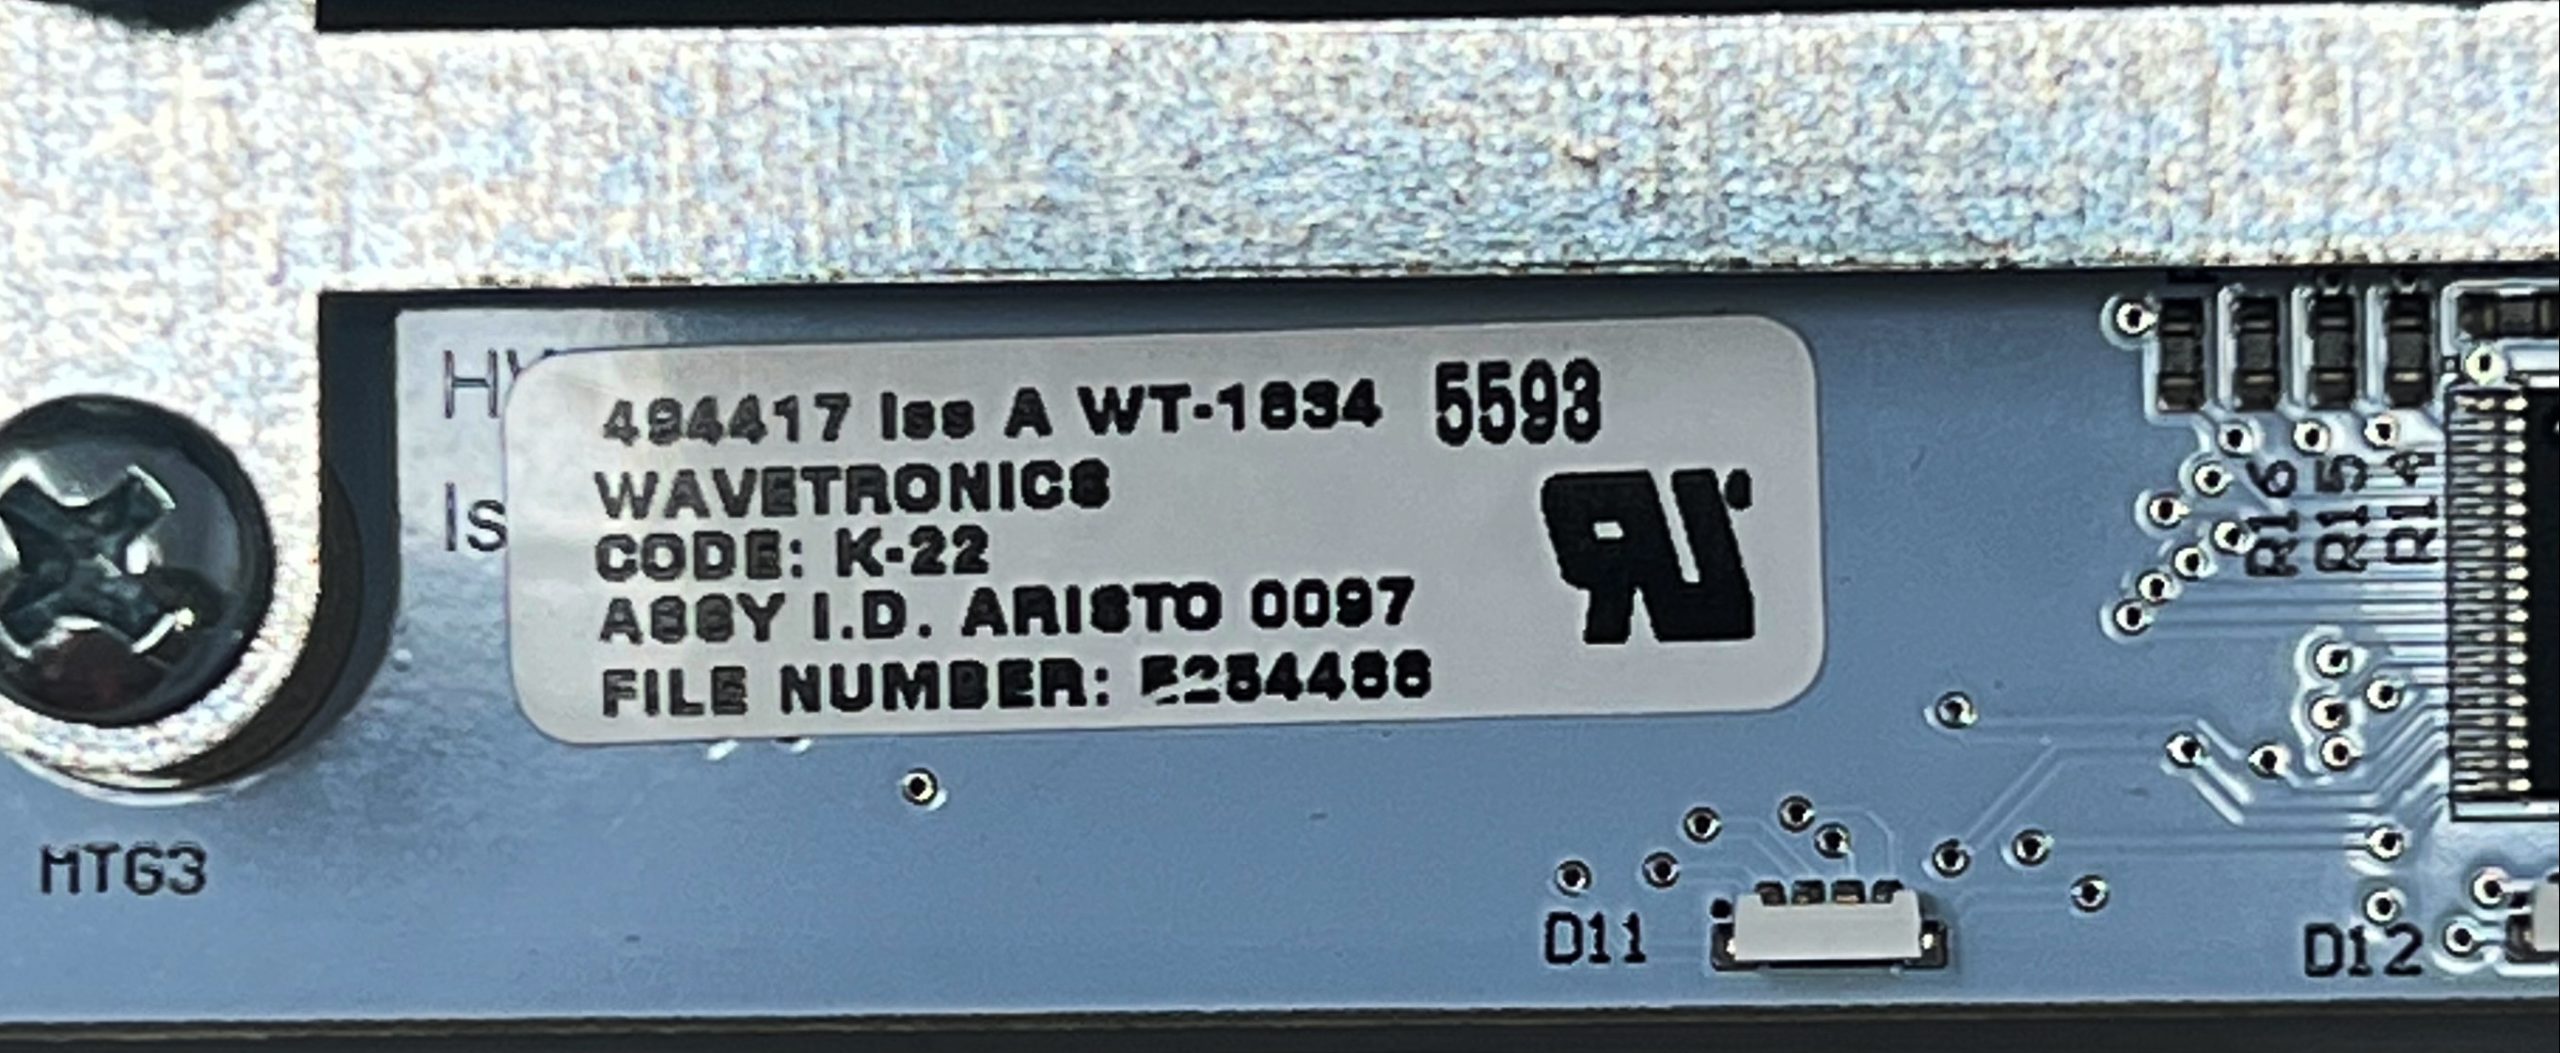 494417 Iss A WT-1834 5593
WAVETRONICS
CODE: K-22
ASSY I.D. ARISTO 0097
FILE NUMBER: E254488
MTG3
D11
D12
R16
R15
R14